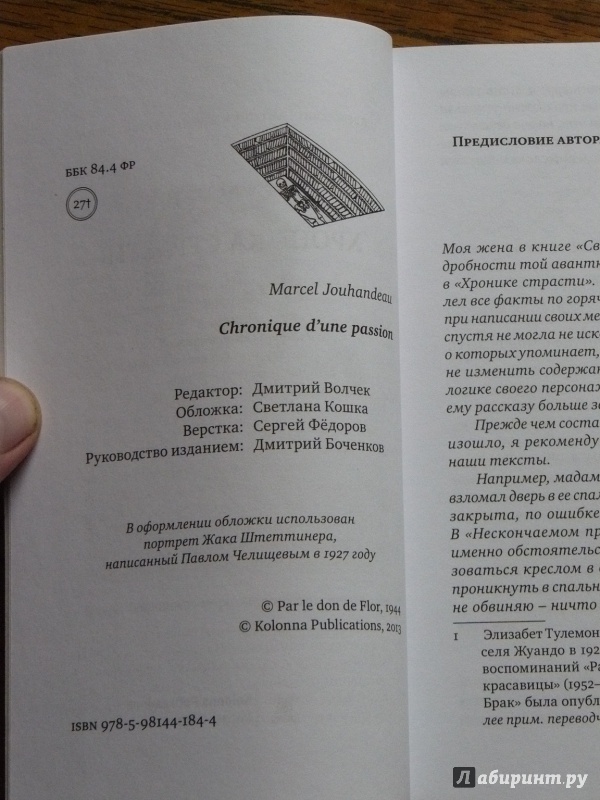 ББК 84.4 ФР
27†
Marcel Jouhandeau
Chronique d'une passion
Редактор: Дмитрий Волчек
Обложка: Светлана Кошка
Верстка: Сергей Фёдоров
Руководство изданием: Дмитрий Боченков
В оформлении обложки использован
портрет Жака Штеттинера,
написанный Павлом Челищевым в 1927 году
© Par le don de Flor, 1944
© Kolonna Publications, 2013
ISBN 978-5-98144-184-4
Предисловие автор
Моя жена в книге «Св
дробности той авант
в «Хронике страсти».
лел все факты по горяч
при написании своих ме
спустя не могла не иск
о которых упоминает,
не изменить содержан
логике своего персонаж
ему рассказу больше з
Прежде чем соста
изошло, я рекоменду
наши тексты.
Например, мадам
взломал дверь в ее спал
закрыта, по ошибке
В «Нескончаемом пр
именно обстоятельс
зоваться креслом в
проникнуть в спальн
не обвиняю – ничто
1 Элизабет Тулемон
селя Жуандо в 192
воспоминаний «Ра
красавицы» (1952–
Брак» была опубл
лее прим. переводч
Лабиринт.ру